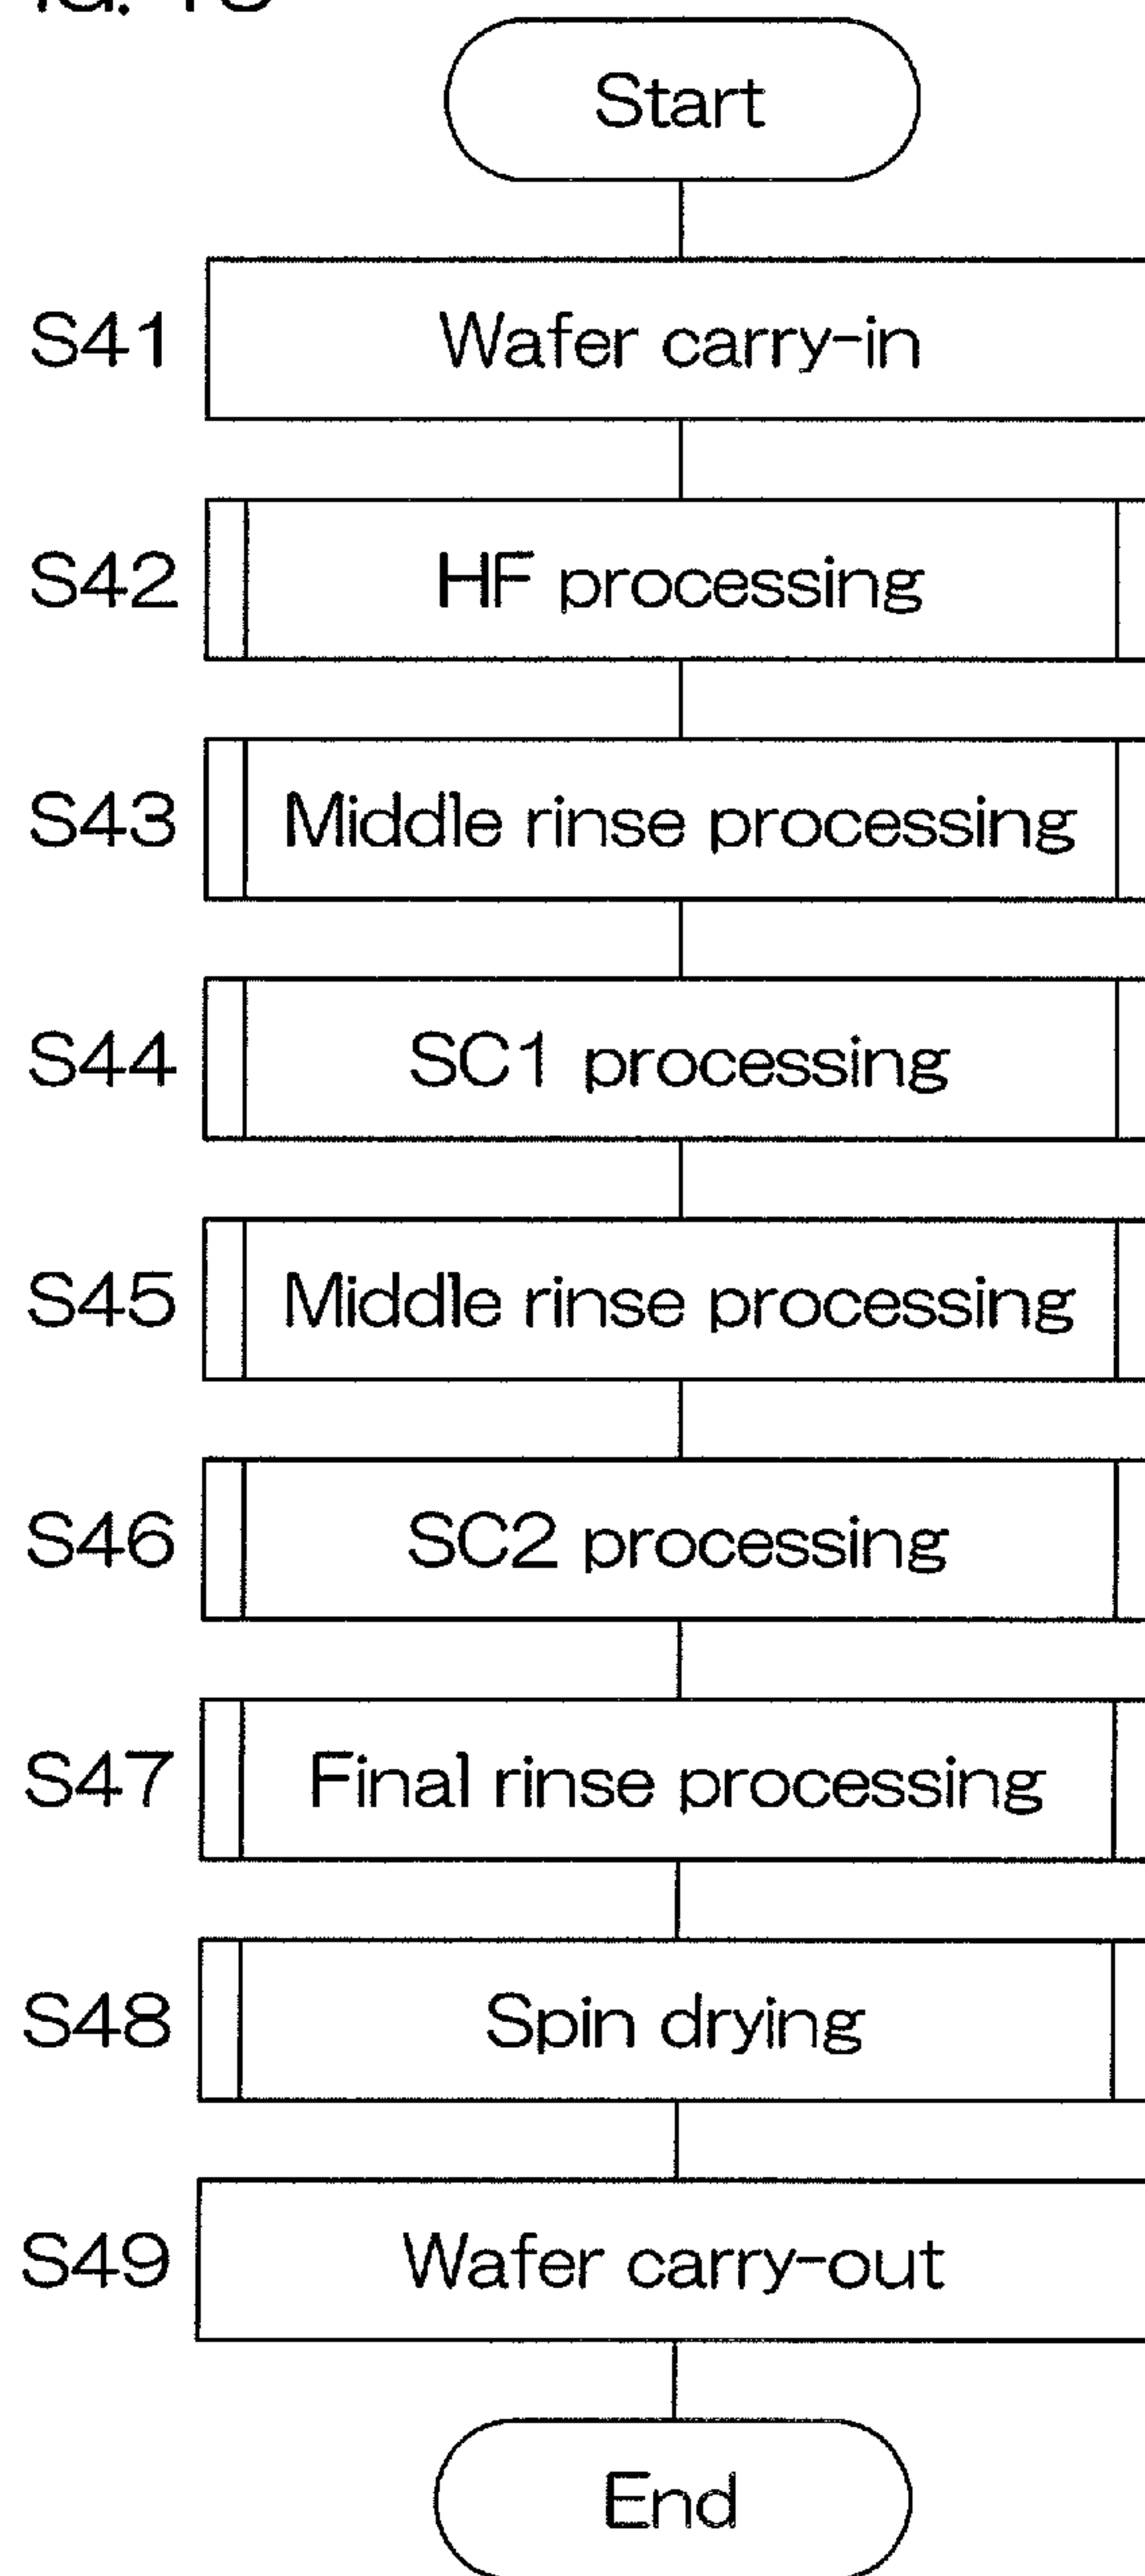 Start
S41 Wafer carry-in
S42 HF processing
S43 Middle rinse processing
S44 SC1 processing
S45 Middle rinse processing
S46 SC2 processing
S47 Final rinse processing
S48 Spin drying
S49 Wafer carry-out
End